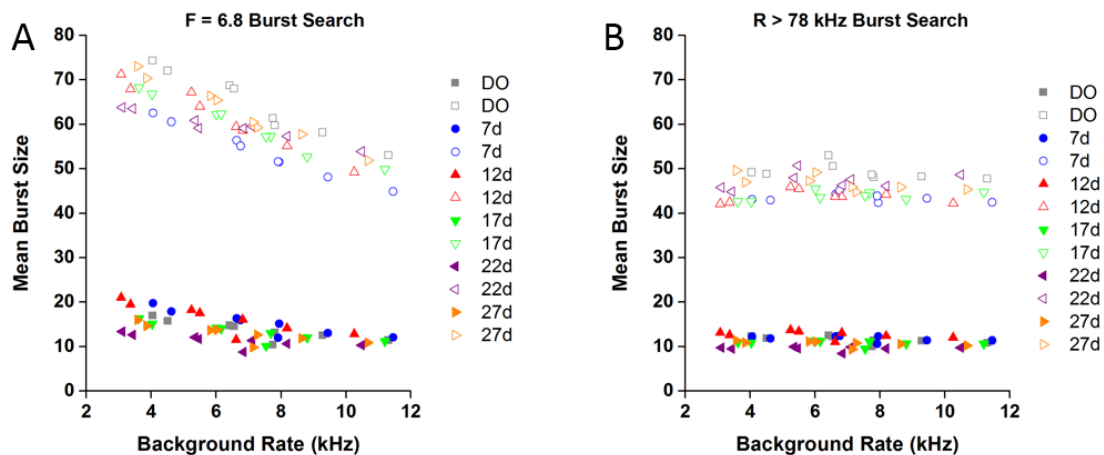 A
F = 6.8 Burst Search
Mean Burst Size
80
70
60
50
40
30
20
10
0
2 4 6 8 10 12
Background Rate (kHz)
DO
DO
7d
7d
12d
12d
17d
17d
22d
22d
27d
27d
B
R > 78 kHz Burst Search
Mean Burst Size
80
70
60
50
40
30
20
10
0
2 4 6 8 10 12
Background Rate (kHz)
DO
DO
7d
7d
12d
12d
17d
17d
22d
22d
27d
27d